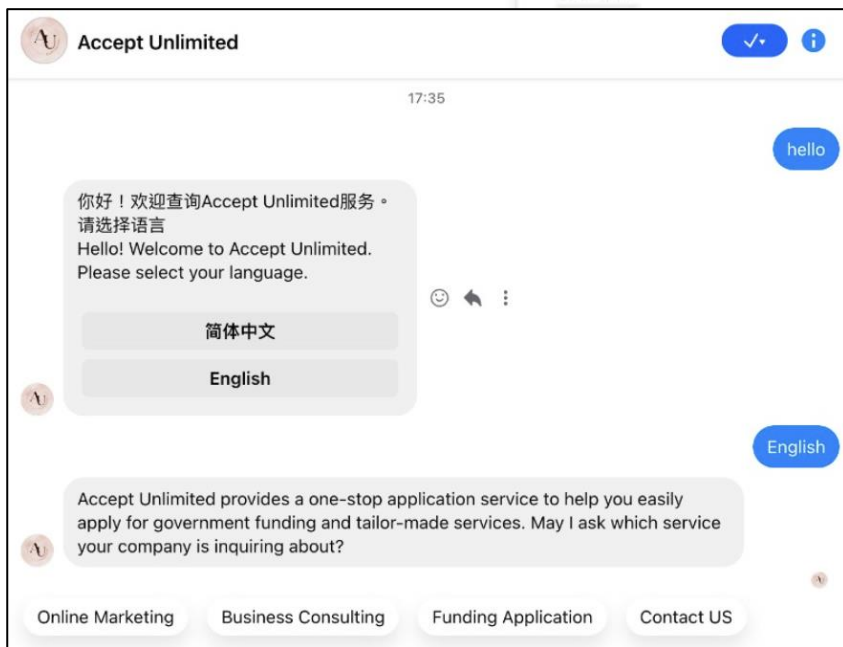 AU Accept Unlimited
17:35
hello
你好！欢迎查询Accept Unlimited服务。
请选择语言
Hello! Welcome to Accept Unlimited.
Please select your language.
简体中文
English
AU
English
Accept Unlimited provides a one-stop application service to help you easily
apply for government funding and tailor-made services. May I ask which service
your company is inquiring about?
AU
AU
Online Marketing Business Consulting Funding Application Contact US